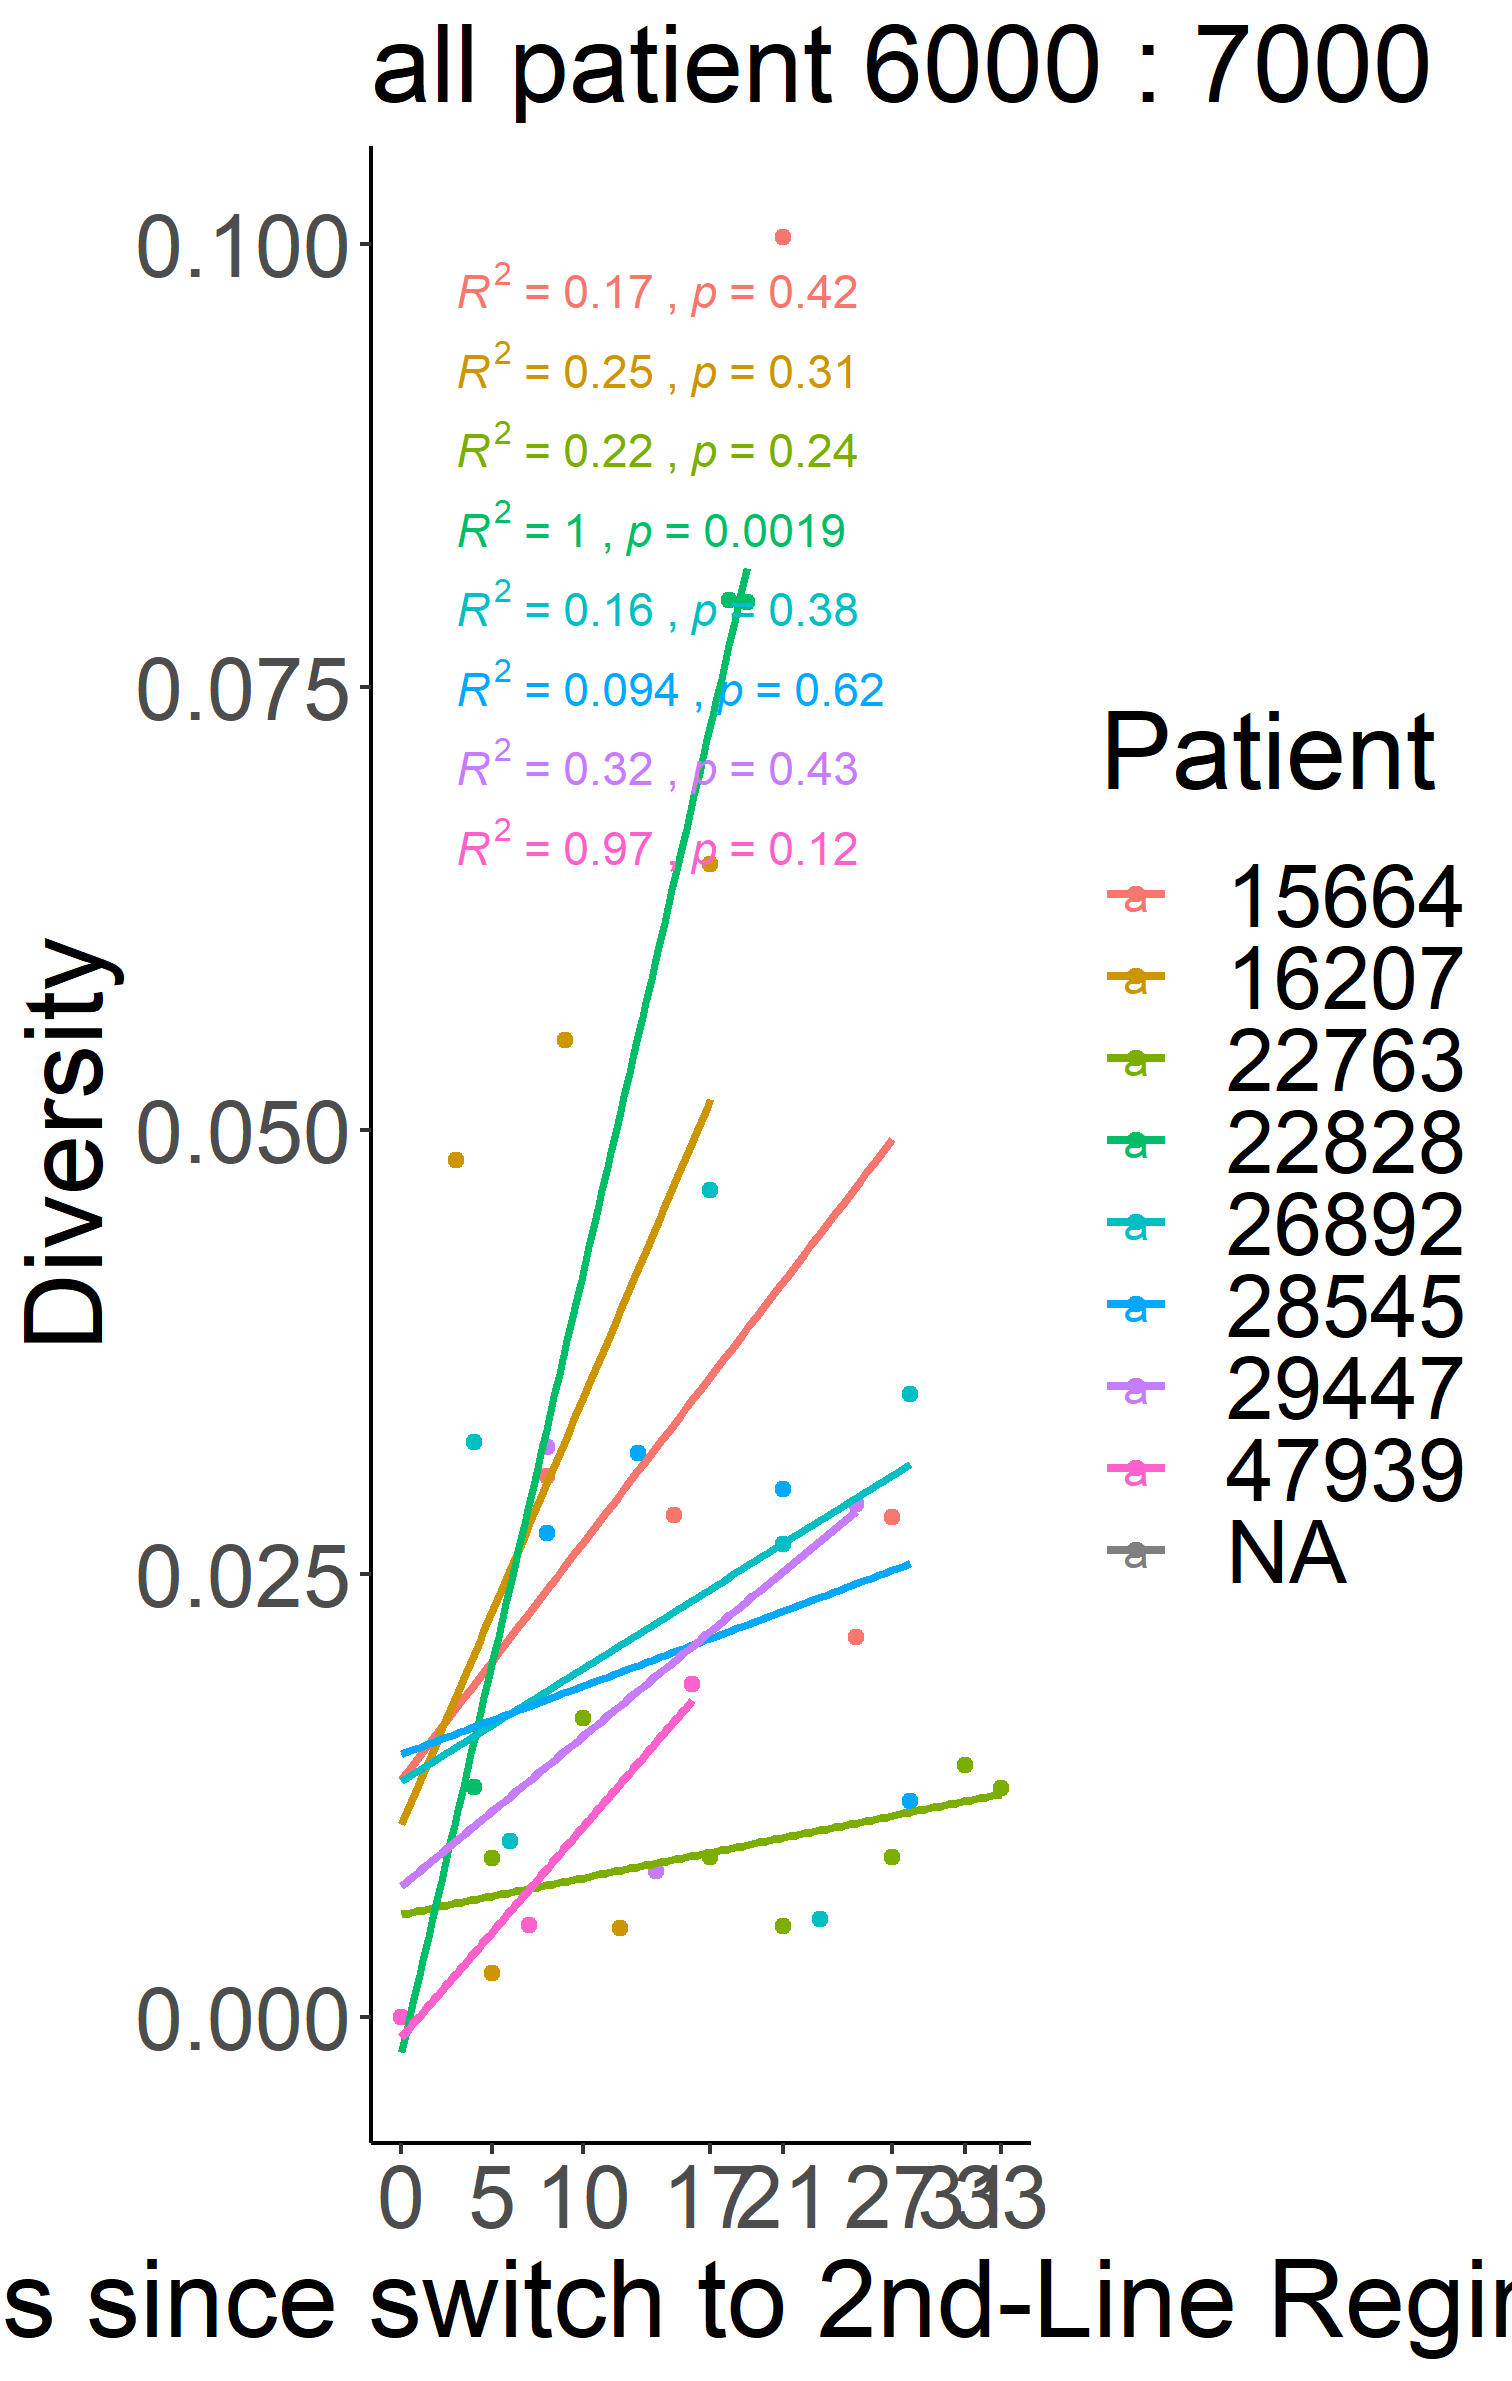 all patient 6000 : 7000
0.100
0.075
0.050
0.025
0.000
Diversity
R2 = 0.17 , p = 0.42
R2 = 0.25 , p = 0.31
R2 = 0.22 , p = 0.24
R2 = 1 , p = 0.0019
R2 = 0.16 , p = 0.38
R2 = 0.094 , p = 0.62
R2 = 0.32 , p = 0.43
R2 = 0.97 , p = 0.12
Patient
a 15664
a 16207
a 22763
a 22828
a 26892
a 28545
a 29447
a 47939
a NA
0 5 10 17 21 27 31 33
s since switch to 2nd-Line Regim